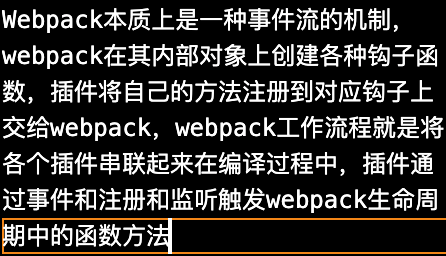 Webpack本质上是一种事件流的机制，
webpack在其内部对象上创建各种钩子函
数，插件将自己的方法注册到对应钩子上
交给webpack，webpack工作流程就是将
各个插件串联起来在编译过程中，插件通
过事件和注册和监听触发webpack生命周
期中的函数方法